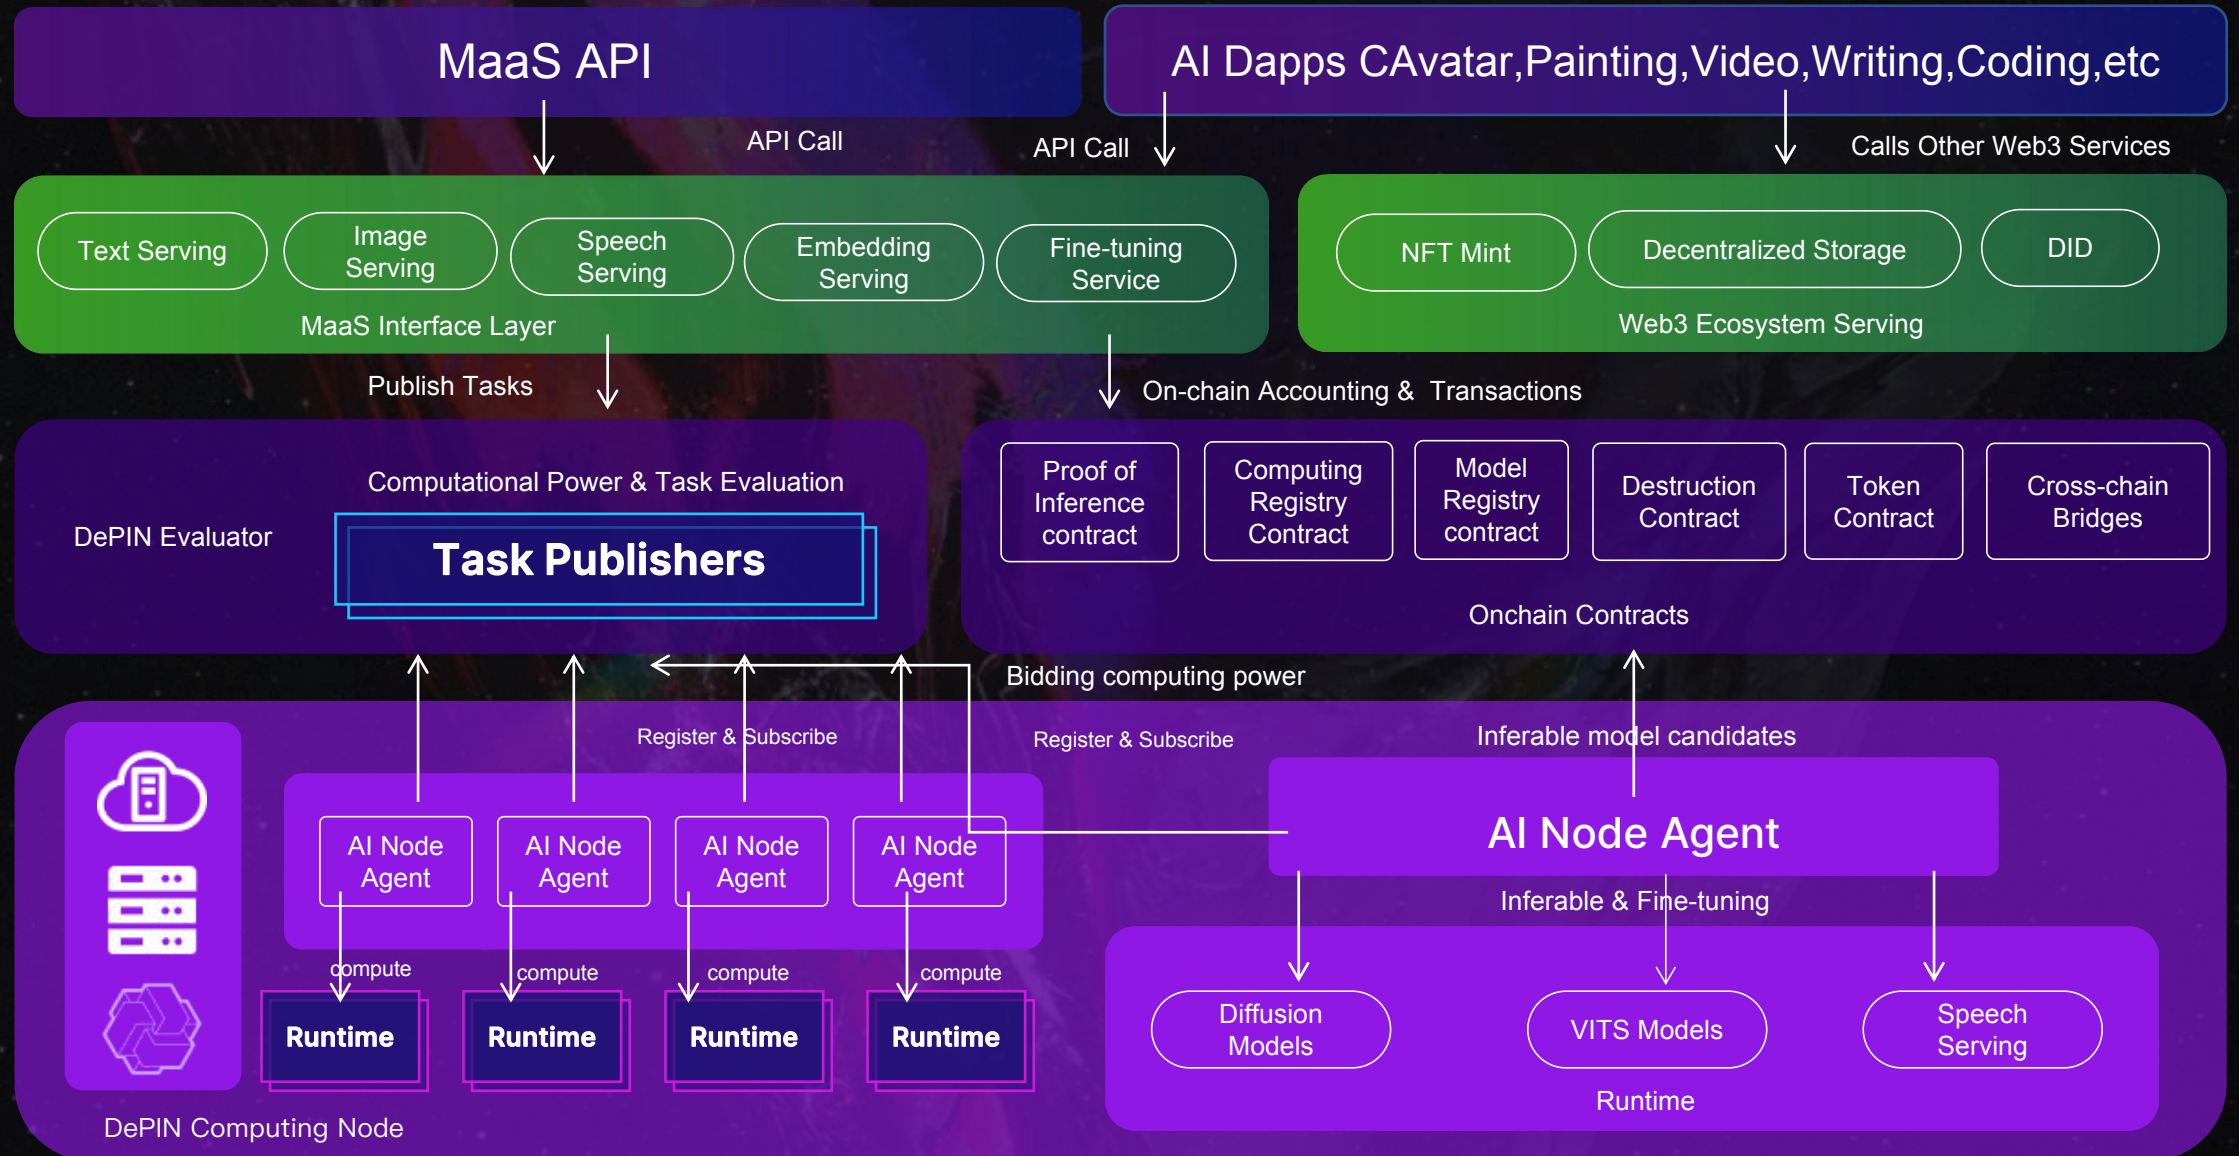 MaaS API
AI Dapps CAvatar,Painting,Video,Writing,Coding,etc
API Call
API Call
Calls Other Web3 Services
Text Serving
Image
Serving
Speech
Serving
Embedding
Serving
Fine-tuning
Service
MaaS Interface Layer
NFT Mint
Decentralized Storage
DID
Web3 Ecosystem Serving
Publish Tasks
On-chain Accounting & Transactions
DePIN Evaluator
Computational Power & Task Evaluation
Task Publishers
Proof of
Inference
contract
Computing
Registry
Contract
Model
Registry
contract
Destruction
Contract
Token
Contract
Cross-chain
Bridges
Onchain Contracts
Bidding computing power
Register & Subscribe
Register & Subscribe
Inferable model candidates
AI Node
Agent
AI Node
Agent
AI Node
Agent
AI Node
Agent
AI Node Agent
Inferable & Fine-tuning
compute
compute
compute
compute
Runtime
Runtime
Runtime
Runtime
Diffusion
Models
VITS Models
Speech
Serving
Runtime
DePIN Computing Node